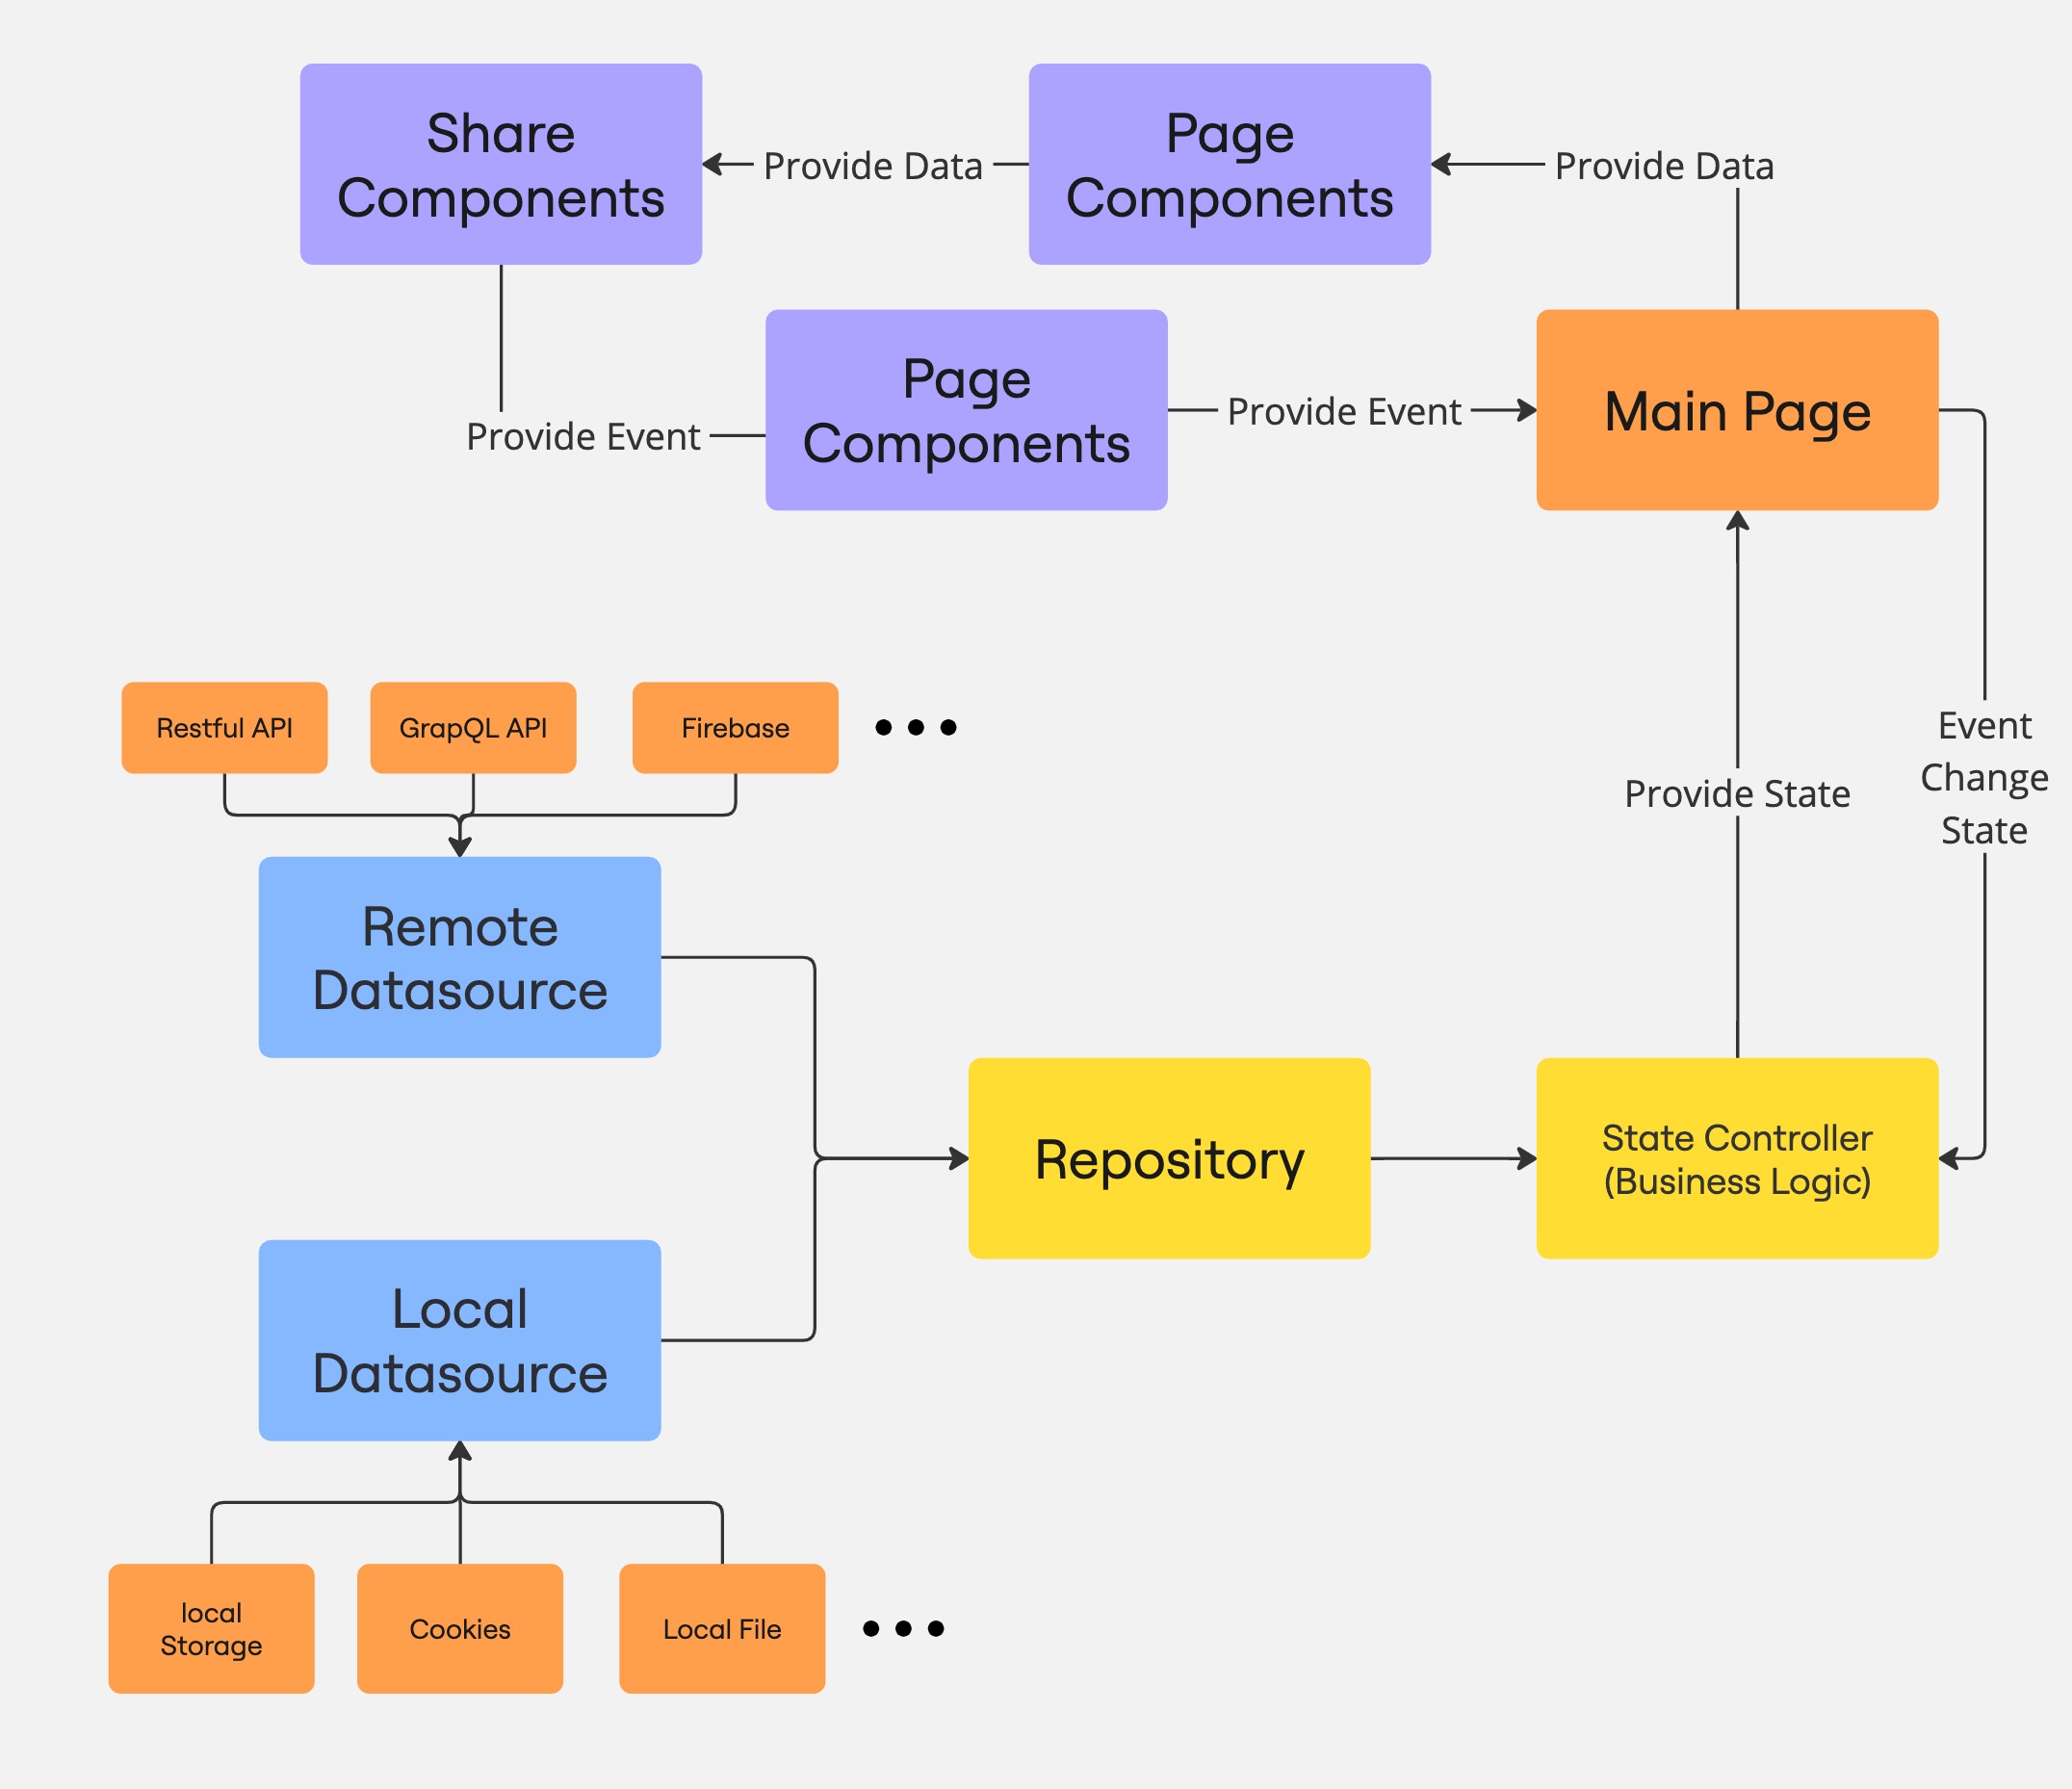 Share
Components
Provide Data
Page
Components
Provide Data
Provide Event
Page
Components
Provide Event
Main Page
Restful API
GrapQL API
Firebase
Event
Change
State
Provide State
Remote
Datasource
Repository
State Controller
(Business Logic)
Local
Datasource
local
Storage
Cookies
Local File